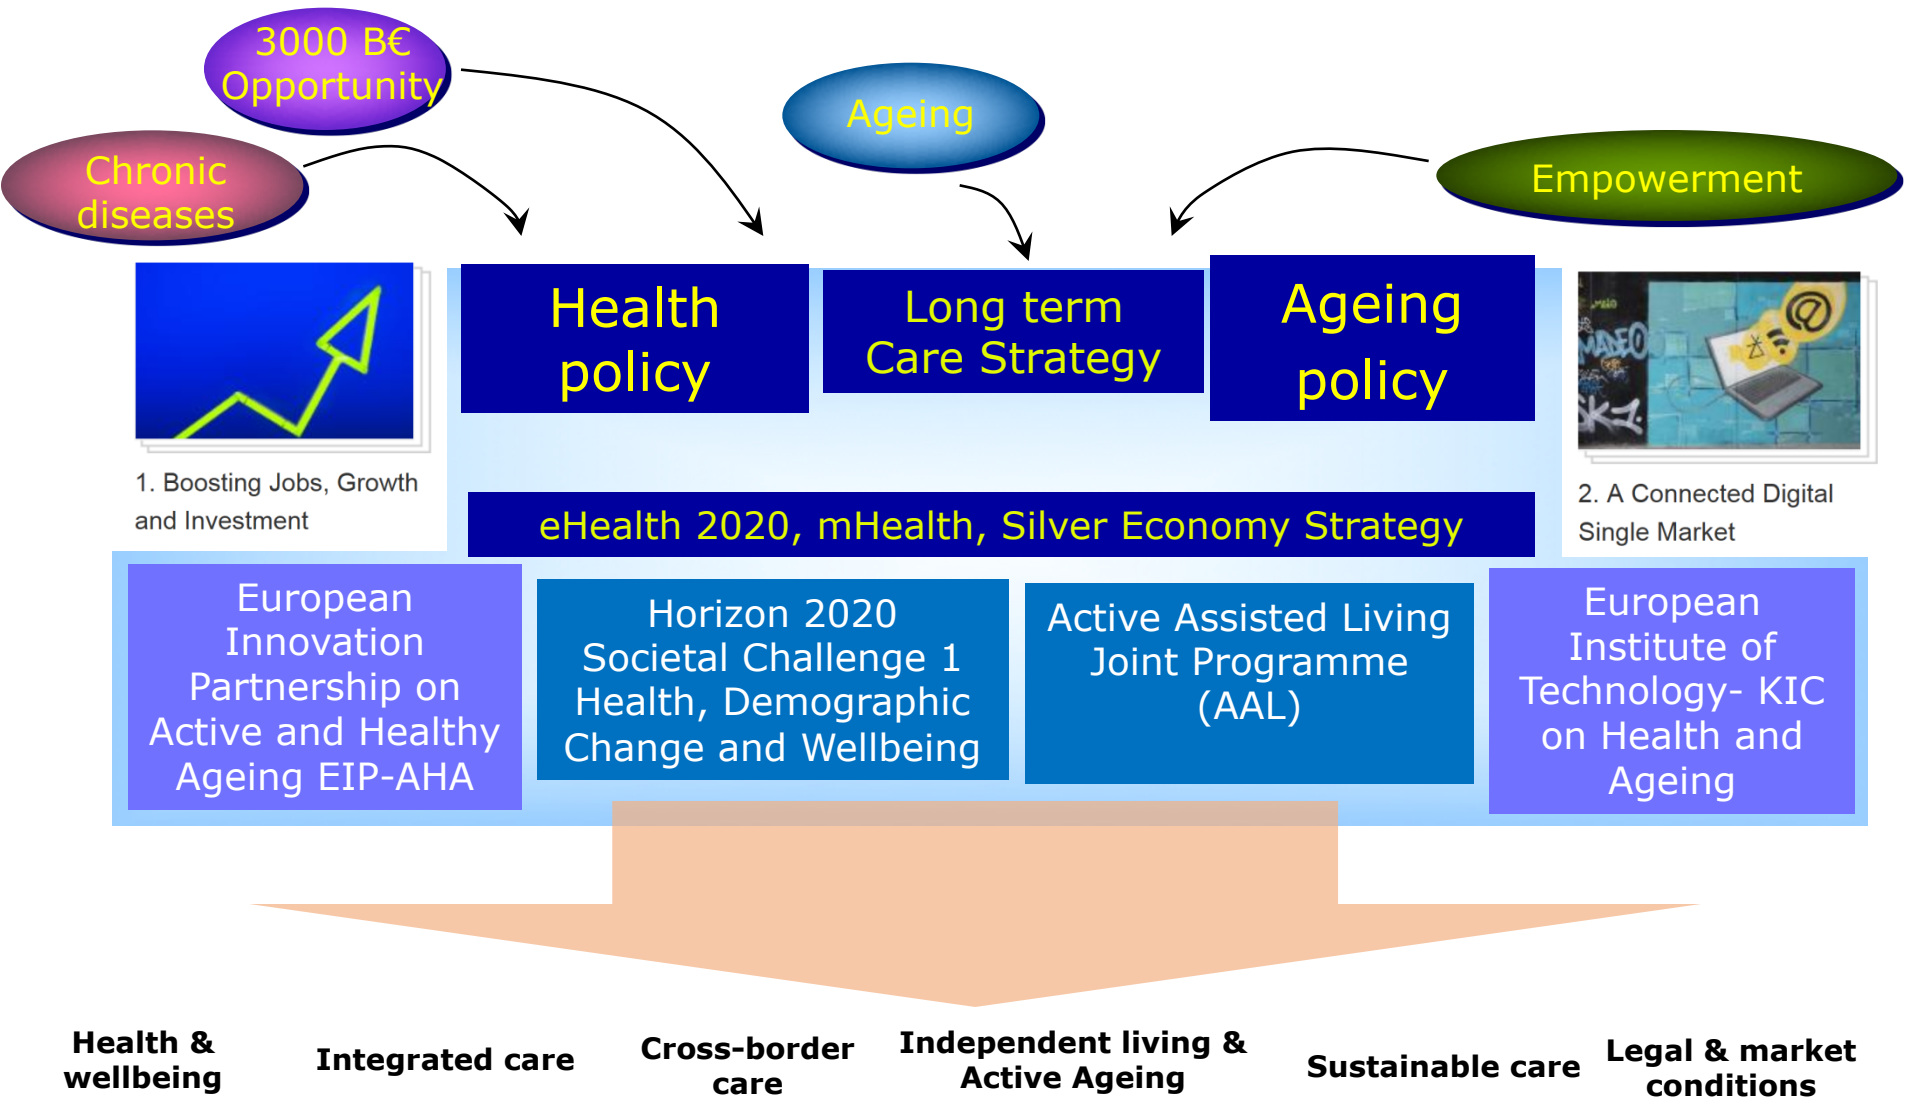 3000 B€
Opportunity
Ageing
Chronic
diseases
Empowerment
Health
policy
Long term
Care Strategy
Ageing
policy
MADEO
SK1.
@
1. Boosting Jobs, Growth
and Investment
2. A Connected Digital
Single Market
eHealth 2020, mHealth, Silver Economy Strategy
European
Innovation
Partnership on
Active and Healthy
Ageing EIP-AHA
Horizon 2020
Societal Challenge 1
Health, Demographic
Change and Wellbeing
Active Assisted Living
Joint Programme
(AAL)
European
Institute of
Technology- KIC
on Health and
Ageing
Health &
wellbeing
Integrated care
Cross-border
care
Independent living &
Active Ageing
Sustainable care
Legal & market
conditions